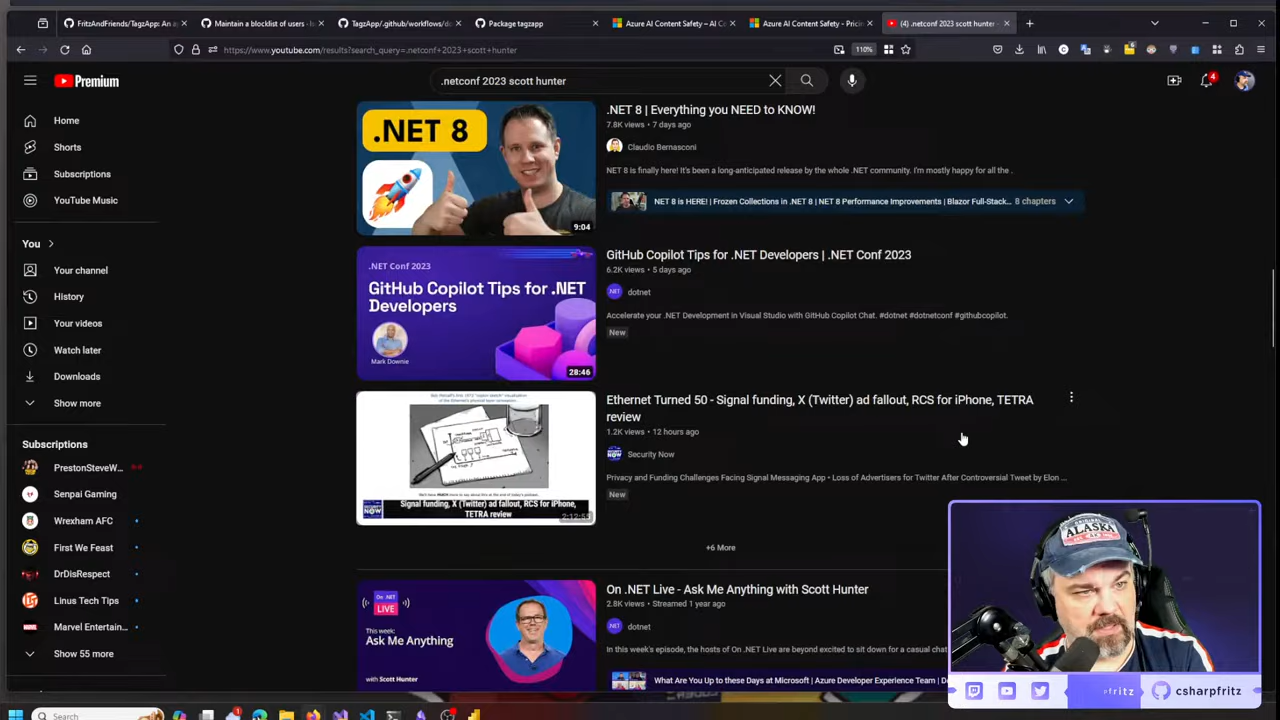 FritzAndFriends/TagzApp: An a
Maintain a blocklist of users
TagzApp/.github/workflows/do
Package tagzapp
Azure AI Content Safety – AI Co
Azure AI Content Safety - Pricin
(4) .netconf 2023 scott hunter
https://www.youtube.com/results?search_query=.netconf+2023+scott+hunter
110%
Premium
.netconf 2023 scott hunter
4
Home
Shorts
Subscriptions
YouTube Music
You
Your channel
History
Your videos
Watch later
Downloads
Show more
Subscriptions
PrestonSteveW...
Senpai Gaming
Wrexham AFC
First We Feast
DrDisRespect
Linus Tech Tips
Marvel Entertain...
Show 55 more
.NET 8
9:04
.NET 8 | Everything you NEED to KNOW!
7.8K views • 7 days ago
Claudio Bernasconi
NET 8 is finally here! It's been a long-anticipated release by the whole .NET community. I'm mostly happy for all the .
NET 8 is HERE! | Frozen Collections in .NET 8 | NET 8 Performance Improvements | Blazor Full-Stack...
8 chapters
.NET Conf 2023
GitHub Copilot Tips for .NET
Developers
Mark Downie
28:46
GitHub Copilot Tips for .NET Developers | .NET Conf 2023
6.2K views • 5 days ago
NET
dotnet
Accelerate your .NET Development in Visual Studio with GitHub Copilot Chat. #dotnet #dotnetconf #githubcopilot.
New
Signal funding, X (Twitter) ad fallout, RCS for iPhone,
TETRA review
2:12:55
Ethernet Turned 50 - Signal funding, X (Twitter) ad fallout, RCS for iPhone, TETRA
review
1.2K views • 12 hours ago
Security Now
Privacy and Funding Challenges Facing Signal Messaging App • Loss of Advertisers for Twitter After Controversial Tweet by Elon ...
New
+6 More
On .NET
LIVE
This week:
Ask Me Anything
with Scott Hunter
On .NET Live - Ask Me Anything with Scott Hunter
2.8K views • Streamed 1 year ago
NET
dotnet
In this week's episode, the hosts of On .NET Live are beyond excited to sit down for a casual chat
What Are You Up to these Days at Microsoft | Azure Developer Experience Team | De
ALASKA
fritz
csharpfritz
Search